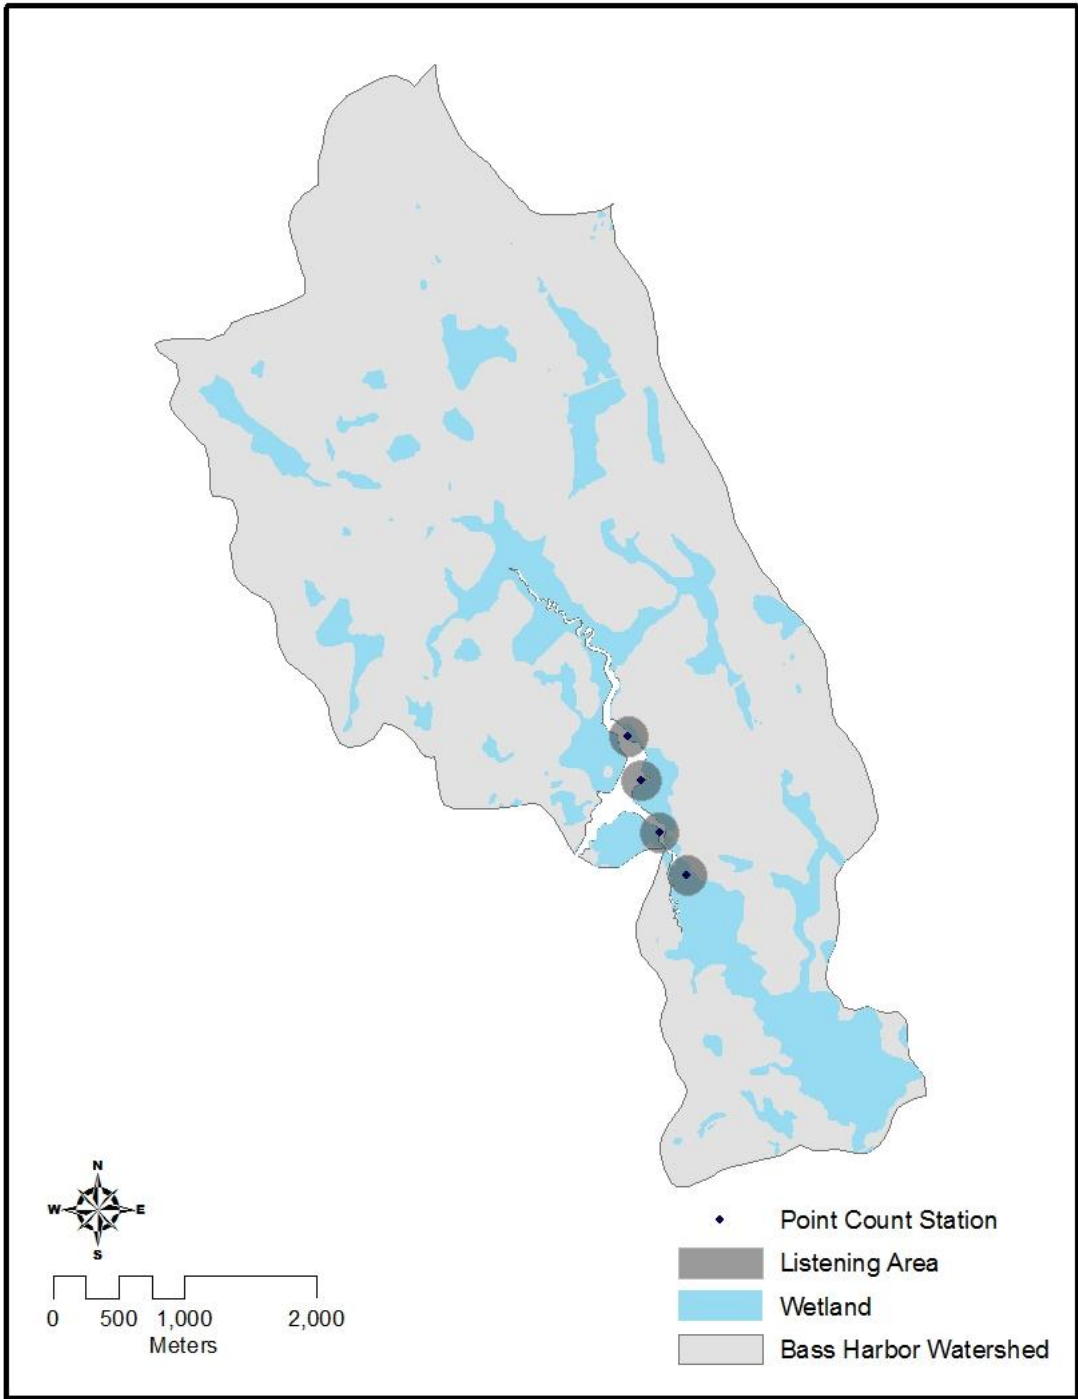 N
W E
S
0 500 1,000 2,000
Meters
Point Count Station
Listening Area
Wetland
Bass Harbor Watershed